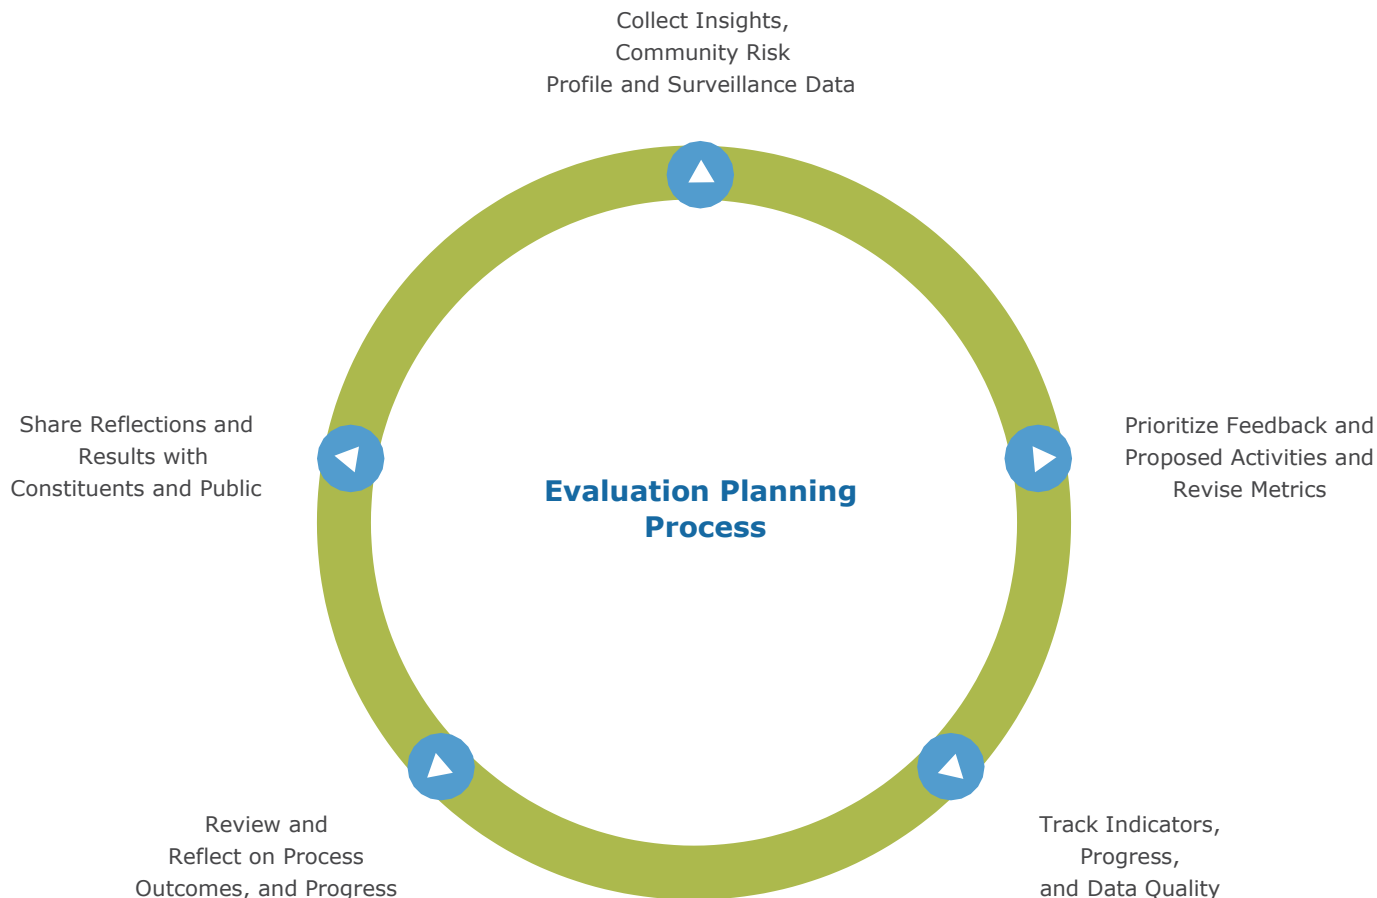 Collect Insights,
Community Risk
Profile and Surveillance Data
Share Reflections and
Results with
Constituents and Public
Evaluation Planning
Process
Prioritize Feedback and
Proposed Activities and
Revise Metrics
Review and
Reflect on Process
Outcomes, and Progress
Track Indicators,
Progress,
and Data Quality